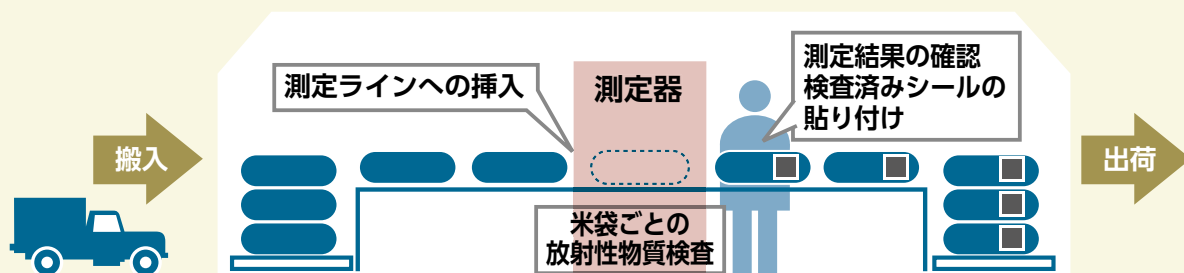 搬入
測定ラインへの挿入
測定器
測定結果の確認
検査済みシールの
貼り付け
米袋ごとの
放射性物質検査
出荷